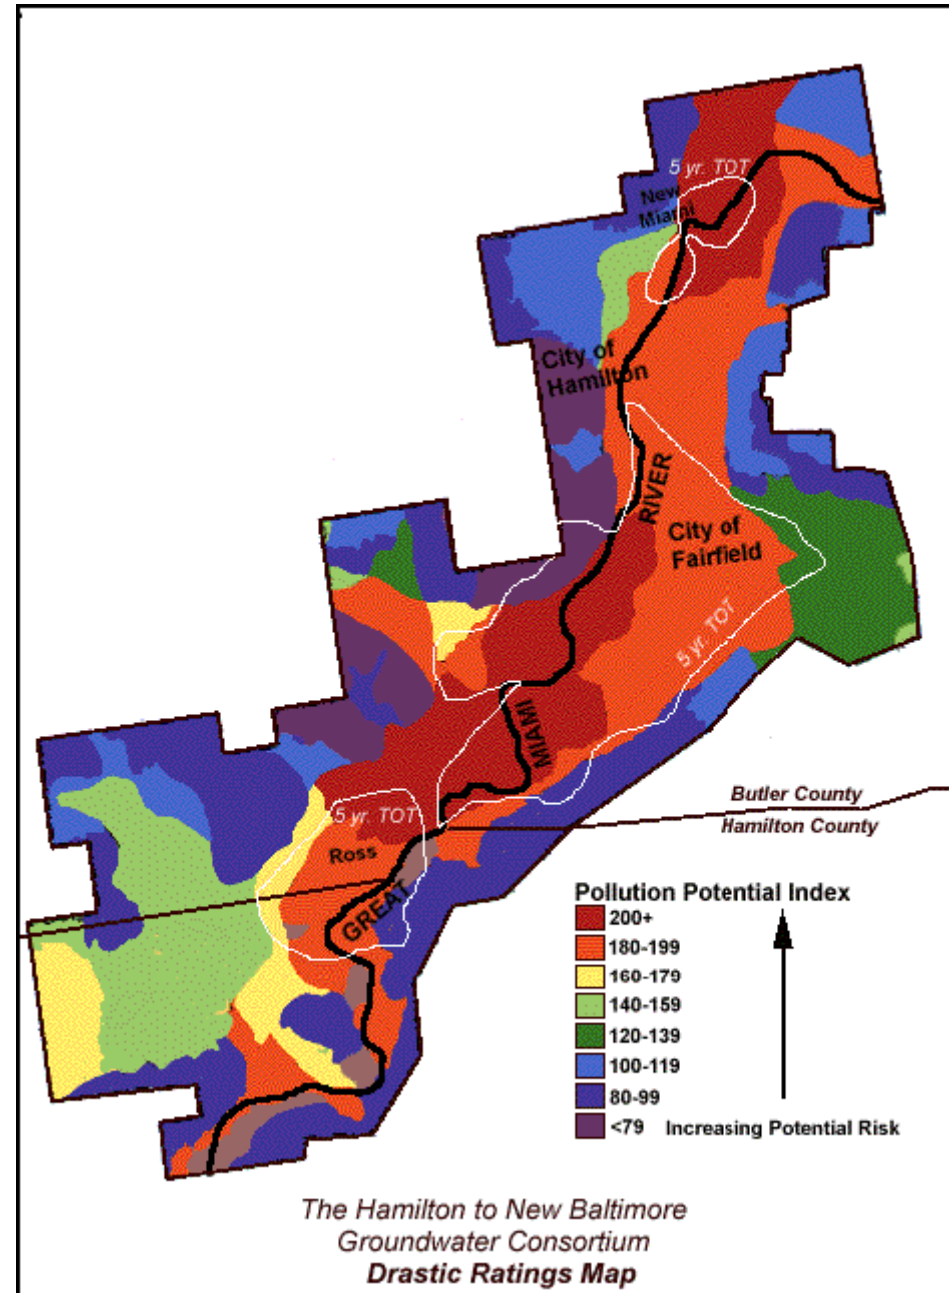 5 yr. TOT
New
Miami
City of
Hamilton
RIVER
City of
Fairfield
5 yr. TOT
MIAMI
Butler County
Hamilton County
5 yr. TOT
Ross
GREAT
Pollution Potential Index
200+
180-199
160-179
140-159
120-139
100-119
80-99
<79 Increasing Potential Risk
The Hamilton to New Baltimore
Groundwater Consortium
Drastic Ratings Map